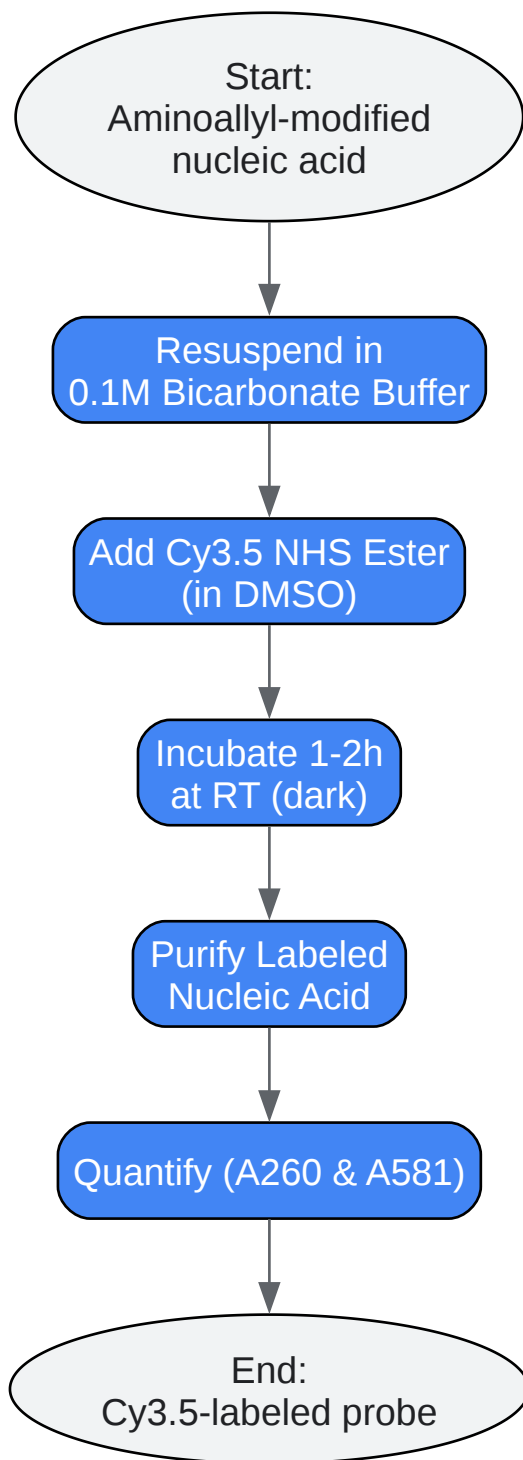 Start:
Aminoallyl-modified
nucleic acid
Resuspend in
0.1M Bicarbonate Buffer
Add Cy3.5 NHS Ester
(in DMSO)
Incubate 1-2h
at RT (dark)
Purify Labeled
Nucleic Acid
Quantify (A260 & A581)
End:
Cy3.5-labeled probe